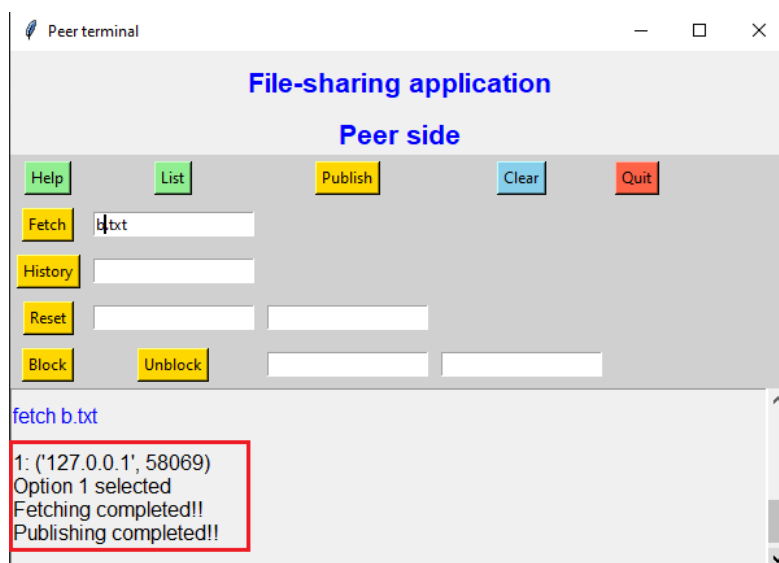 Peer terminal
File-sharing application
Peer side
Help List Publish Clear Quit
Fetch b.txt
History
Reset
Block Unblock
fetch b.txt
1: ('127.0.0.1', 58069)
Option 1 selected
Fetching completed!!
Publishing completed!!